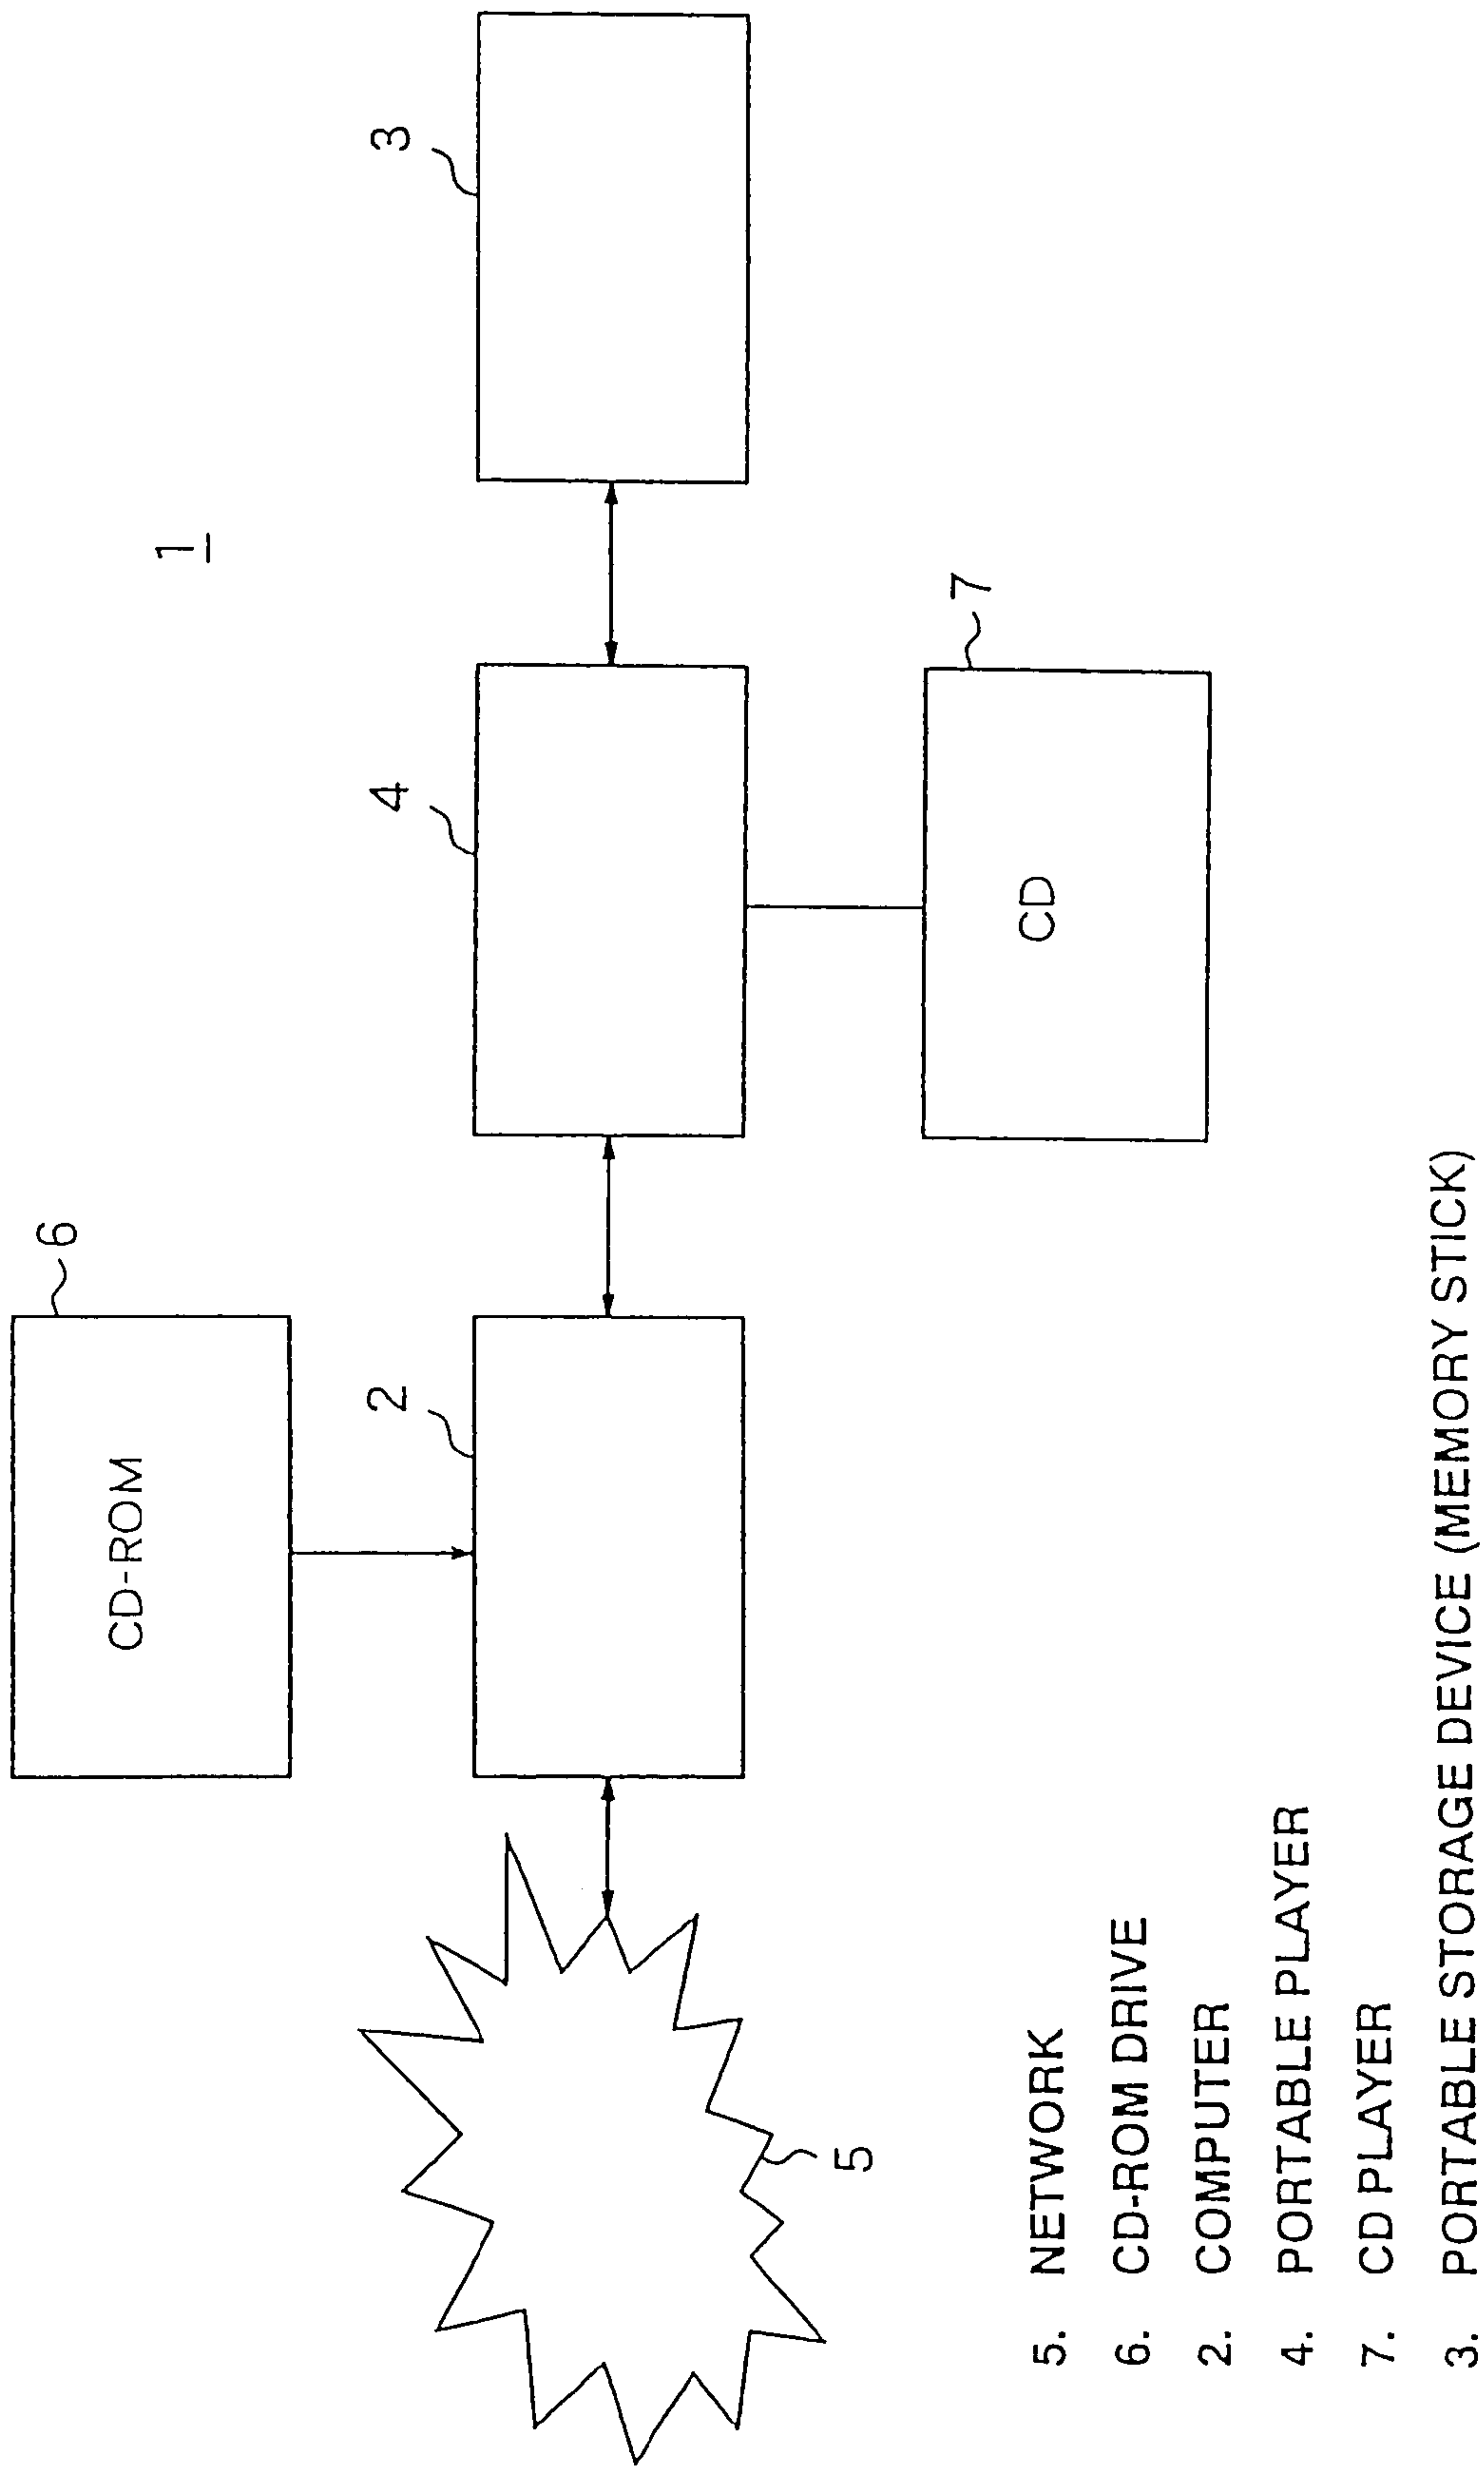 1
CD-ROM
6
2
4
3
CD
7
5
5. NETWORK
6. CD-ROM DRIVE
2. COMPUTER
4. PORTABLE PLAYER
7. CD PLAYER
3. PORTABLE STORAGE DEVICE (MEMORY STICK)